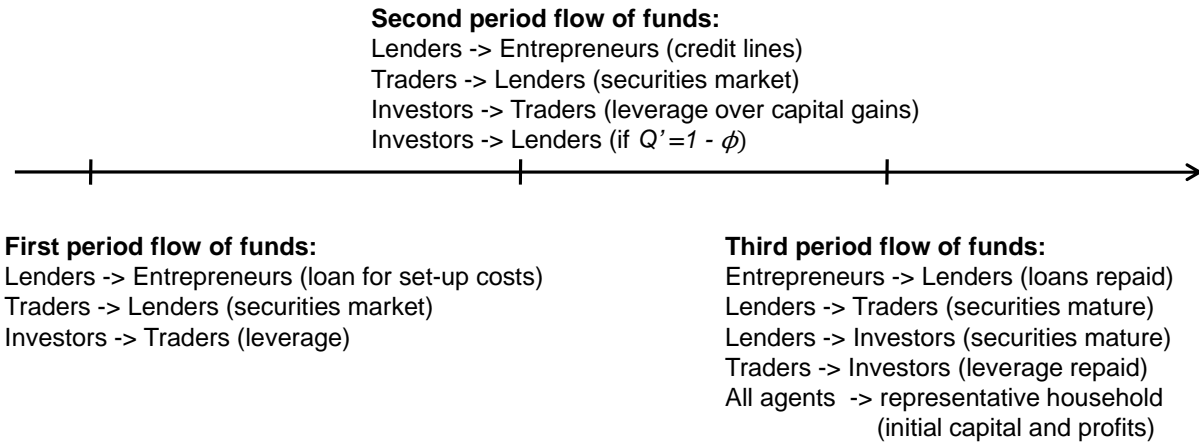 Second period flow of funds:
Lenders -> Entrepreneurs (credit lines)
Traders -> Lenders (securities market)
Investors -> Traders (leverage over capital gains)
Investors -> Lenders (if Q’=1 - ϕ)
First period flow of funds:
Lenders -> Entrepreneurs (loan for set-up costs)
Traders -> Lenders (securities market)
Investors -> Traders (leverage)
Third period flow of funds:
Entrepreneurs -> Lenders (loans repaid)
Lenders -> Traders (securities mature)
Lenders -> Investors (securities mature)
Traders -> Investors (leverage repaid)
All agents -> representative household
(initial capital and profits)